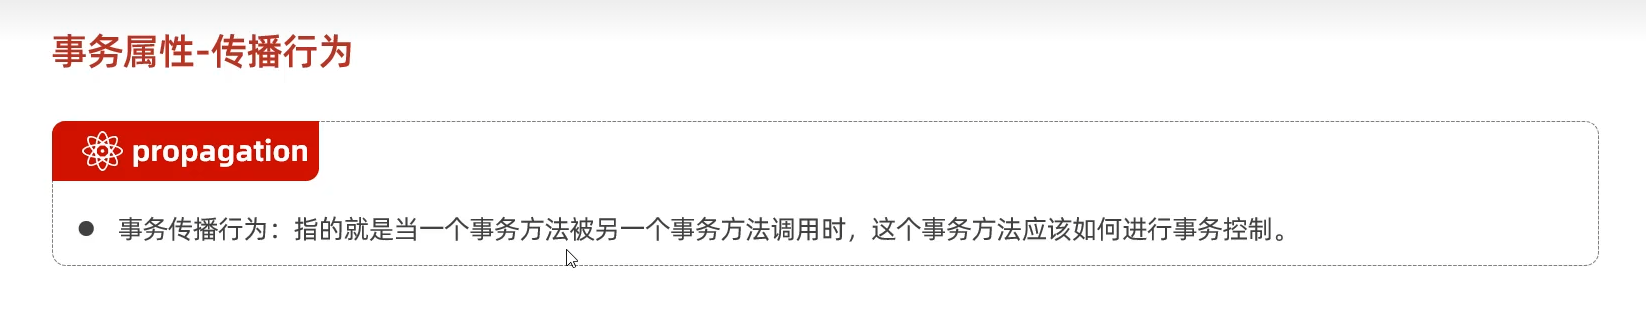 事务属性-传播行为
propagation
事务传播行为：指的就是当一个事务方法被另一个事务方法调用时，这个事务方法应该如何进行事务控制。